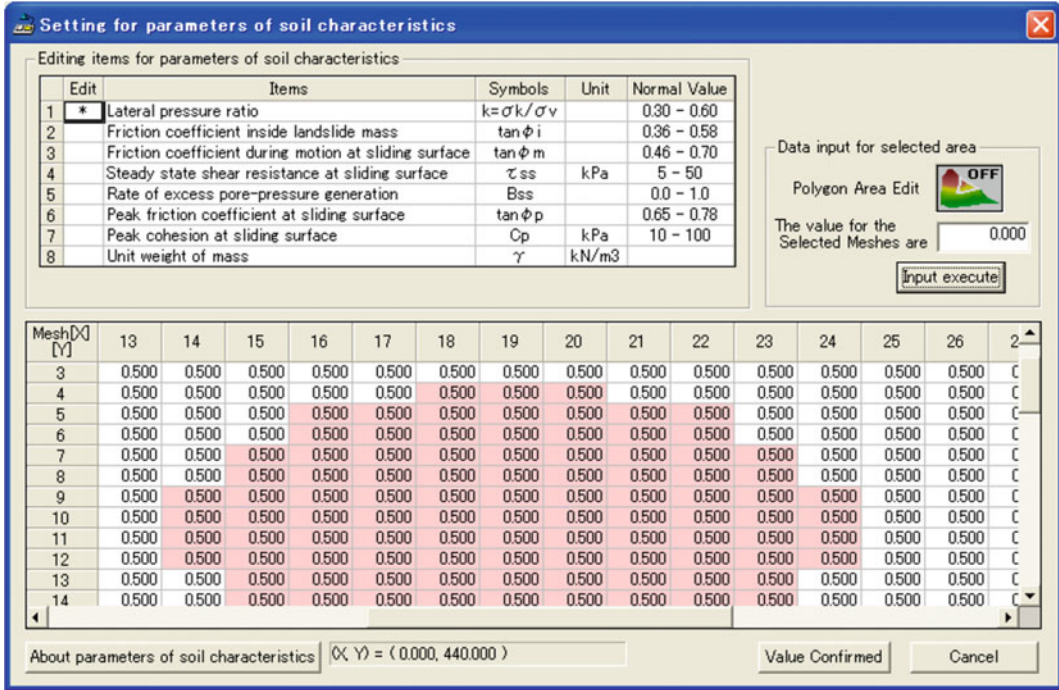 Setting for parameters of soil characteristics
Editing items for parameters of soil characteristics
Edit Items Symbols Unit Normal Value
1 * Lateral pressure ratio k=σk/σv 0.30 - 0.60
2 Friction coefficient inside landslide mass tanφi 0.36 - 0.58
3 Friction coefficient during motion at sliding surface tanφm 0.46 - 0.70
4 Steady state shear resistance at sliding surface τss kPa 5 - 50
5 Rate of excess pore-pressure generation Bss 0.0 - 1.0
6 Peak friction coefficient at sliding surface tanφp 0.65 - 0.78
7 Peak cohesion at sliding surface Cp kPa 10 - 100
8 Unit weight of mass γ kN/m3
Data input for selected area
Polygon Area Edit OFF
The value for the
Selected Meshes are 0.000
Input execute
Mesh[X] 13 14 15 16 17 18 19 20 21 22 23 24 25 26 2
[Y]
3 0.500 0.500 0.500 0.500 0.500 0.500 0.500 0.500 0.500 0.500 0.500 0.500 0.500 0.500
4 0.500 0.500 0.500 0.500 0.500 0.500 0.500 0.500 0.500 0.500 0.500 0.500 0.500 0.500
5 0.500 0.500 0.500 0.500 0.500 0.500 0.500 0.500 0.500 0.500 0.500 0.500 0.500 0.500
6 0.500 0.500 0.500 0.500 0.500 0.500 0.500 0.500 0.500 0.500 0.500 0.500 0.500 0.500
7 0.500 0.500 0.500 0.500 0.500 0.500 0.500 0.500 0.500 0.500 0.500 0.500 0.500 0.500
8 0.500 0.500 0.500 0.500 0.500 0.500 0.500 0.500 0.500 0.500 0.500 0.500 0.500 0.500
9 0.500 0.500 0.500 0.500 0.500 0.500 0.500 0.500 0.500 0.500 0.500 0.500 0.500 0.500
10 0.500 0.500 0.500 0.500 0.500 0.500 0.500 0.500 0.500 0.500 0.500 0.500 0.500 0.500
11 0.500 0.500 0.500 0.500 0.500 0.500 0.500 0.500 0.500 0.500 0.500 0.500 0.500 0.500
12 0.500 0.500 0.500 0.500 0.500 0.500 0.500 0.500 0.500 0.500 0.500 0.500 0.500 0.500
13 0.500 0.500 0.500 0.500 0.500 0.500 0.500 0.500 0.500 0.500 0.500 0.500 0.500 0.500
14 0.500 0.500 0.500 0.500 0.500 0.500 0.500 0.500 0.500 0.500 0.500 0.500 0.500 0.500
About parameters of soil characteristics (X, Y) = ( 0.000, 440.000 ) Value Confirmed Cancel